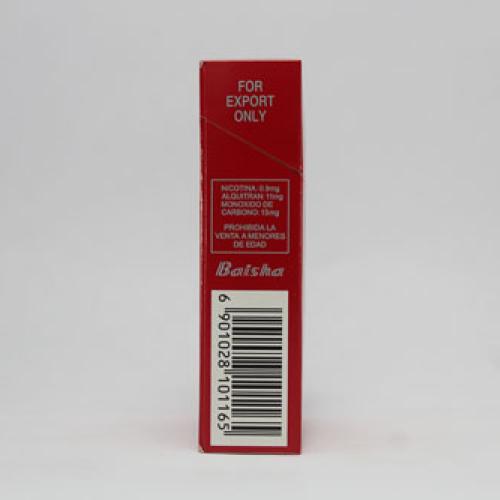 FOR
EXPORT
ONLY
NICOTINA: 0.9mg
ALQUITRAN: 11mg
MONOXIDO DE
CARBONO: 13mg
PROHIBIDA LA
VENTA A MENORES
DE EDAD
Baisha
6 901028 101165